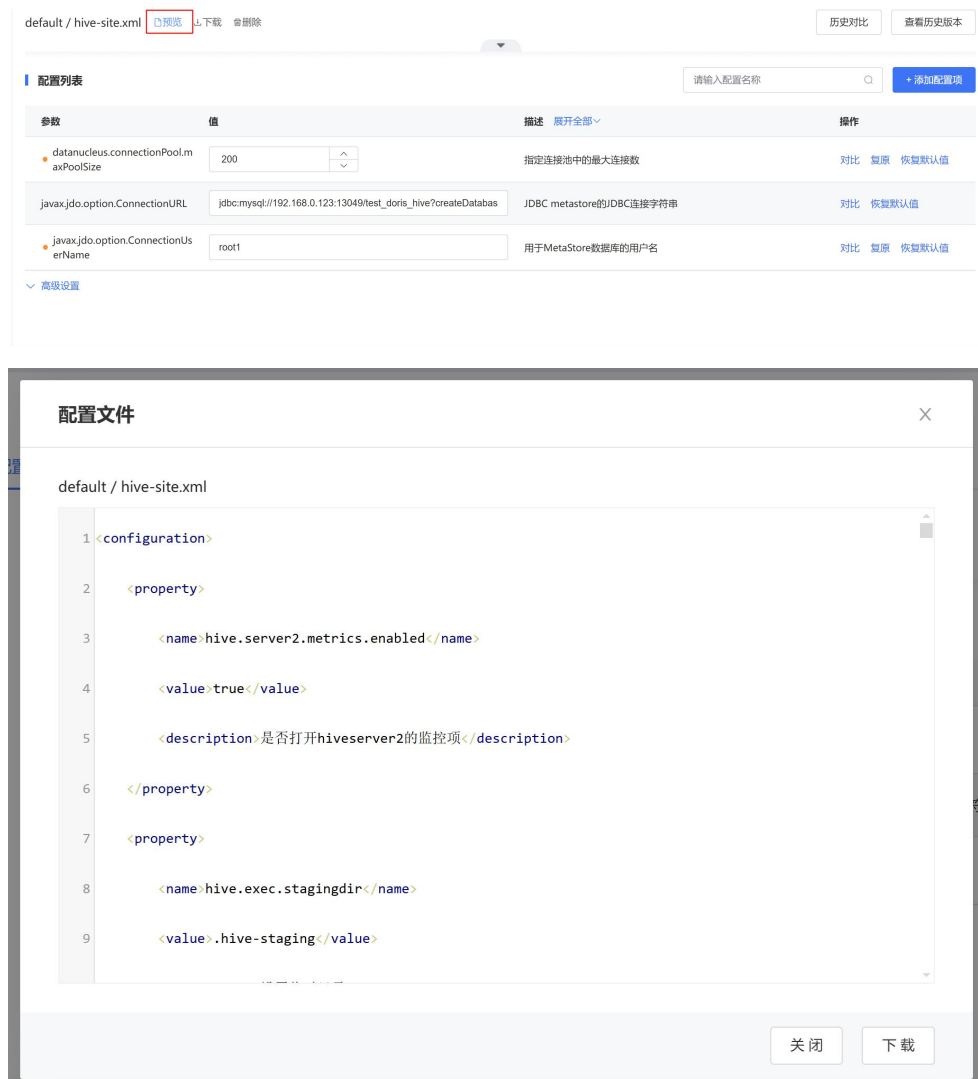 default / hive-site.xml 预览 下载 删除 历史对比 查看历史版本
配置列表 请输入配置名称 + 添加配置项
参数 值 描述 展开全部 操作
datanucleus.connectionPool.m
axPoolSize 200 指定连接池中的最大连接数 对比 复原 恢复默认值
javax.jdo.option.ConnectionURL jdbc:mysql://192.168.0.123:13049/test_doris_hive?createDatabas JDBC metastore的JDBC连接字符串 对比 恢复默认值
javax.jdo.option.ConnectionUs
erName root1 用于MetaStore数据库的用户名 对比 复原 恢复默认值
高级设置
配置文件
default / hive-site.xml
1 <configuration>
2 <property>
3 <name>hive.server2.metrics.enabled</name>
4 <value>true</value>
5 <description>是否打开hiveserver2的监控项</description>
6 </property>
7 <property>
8 <name>hive.exec.stagingdir</name>
9 <value>.hive-staging</value>
关闭 下载